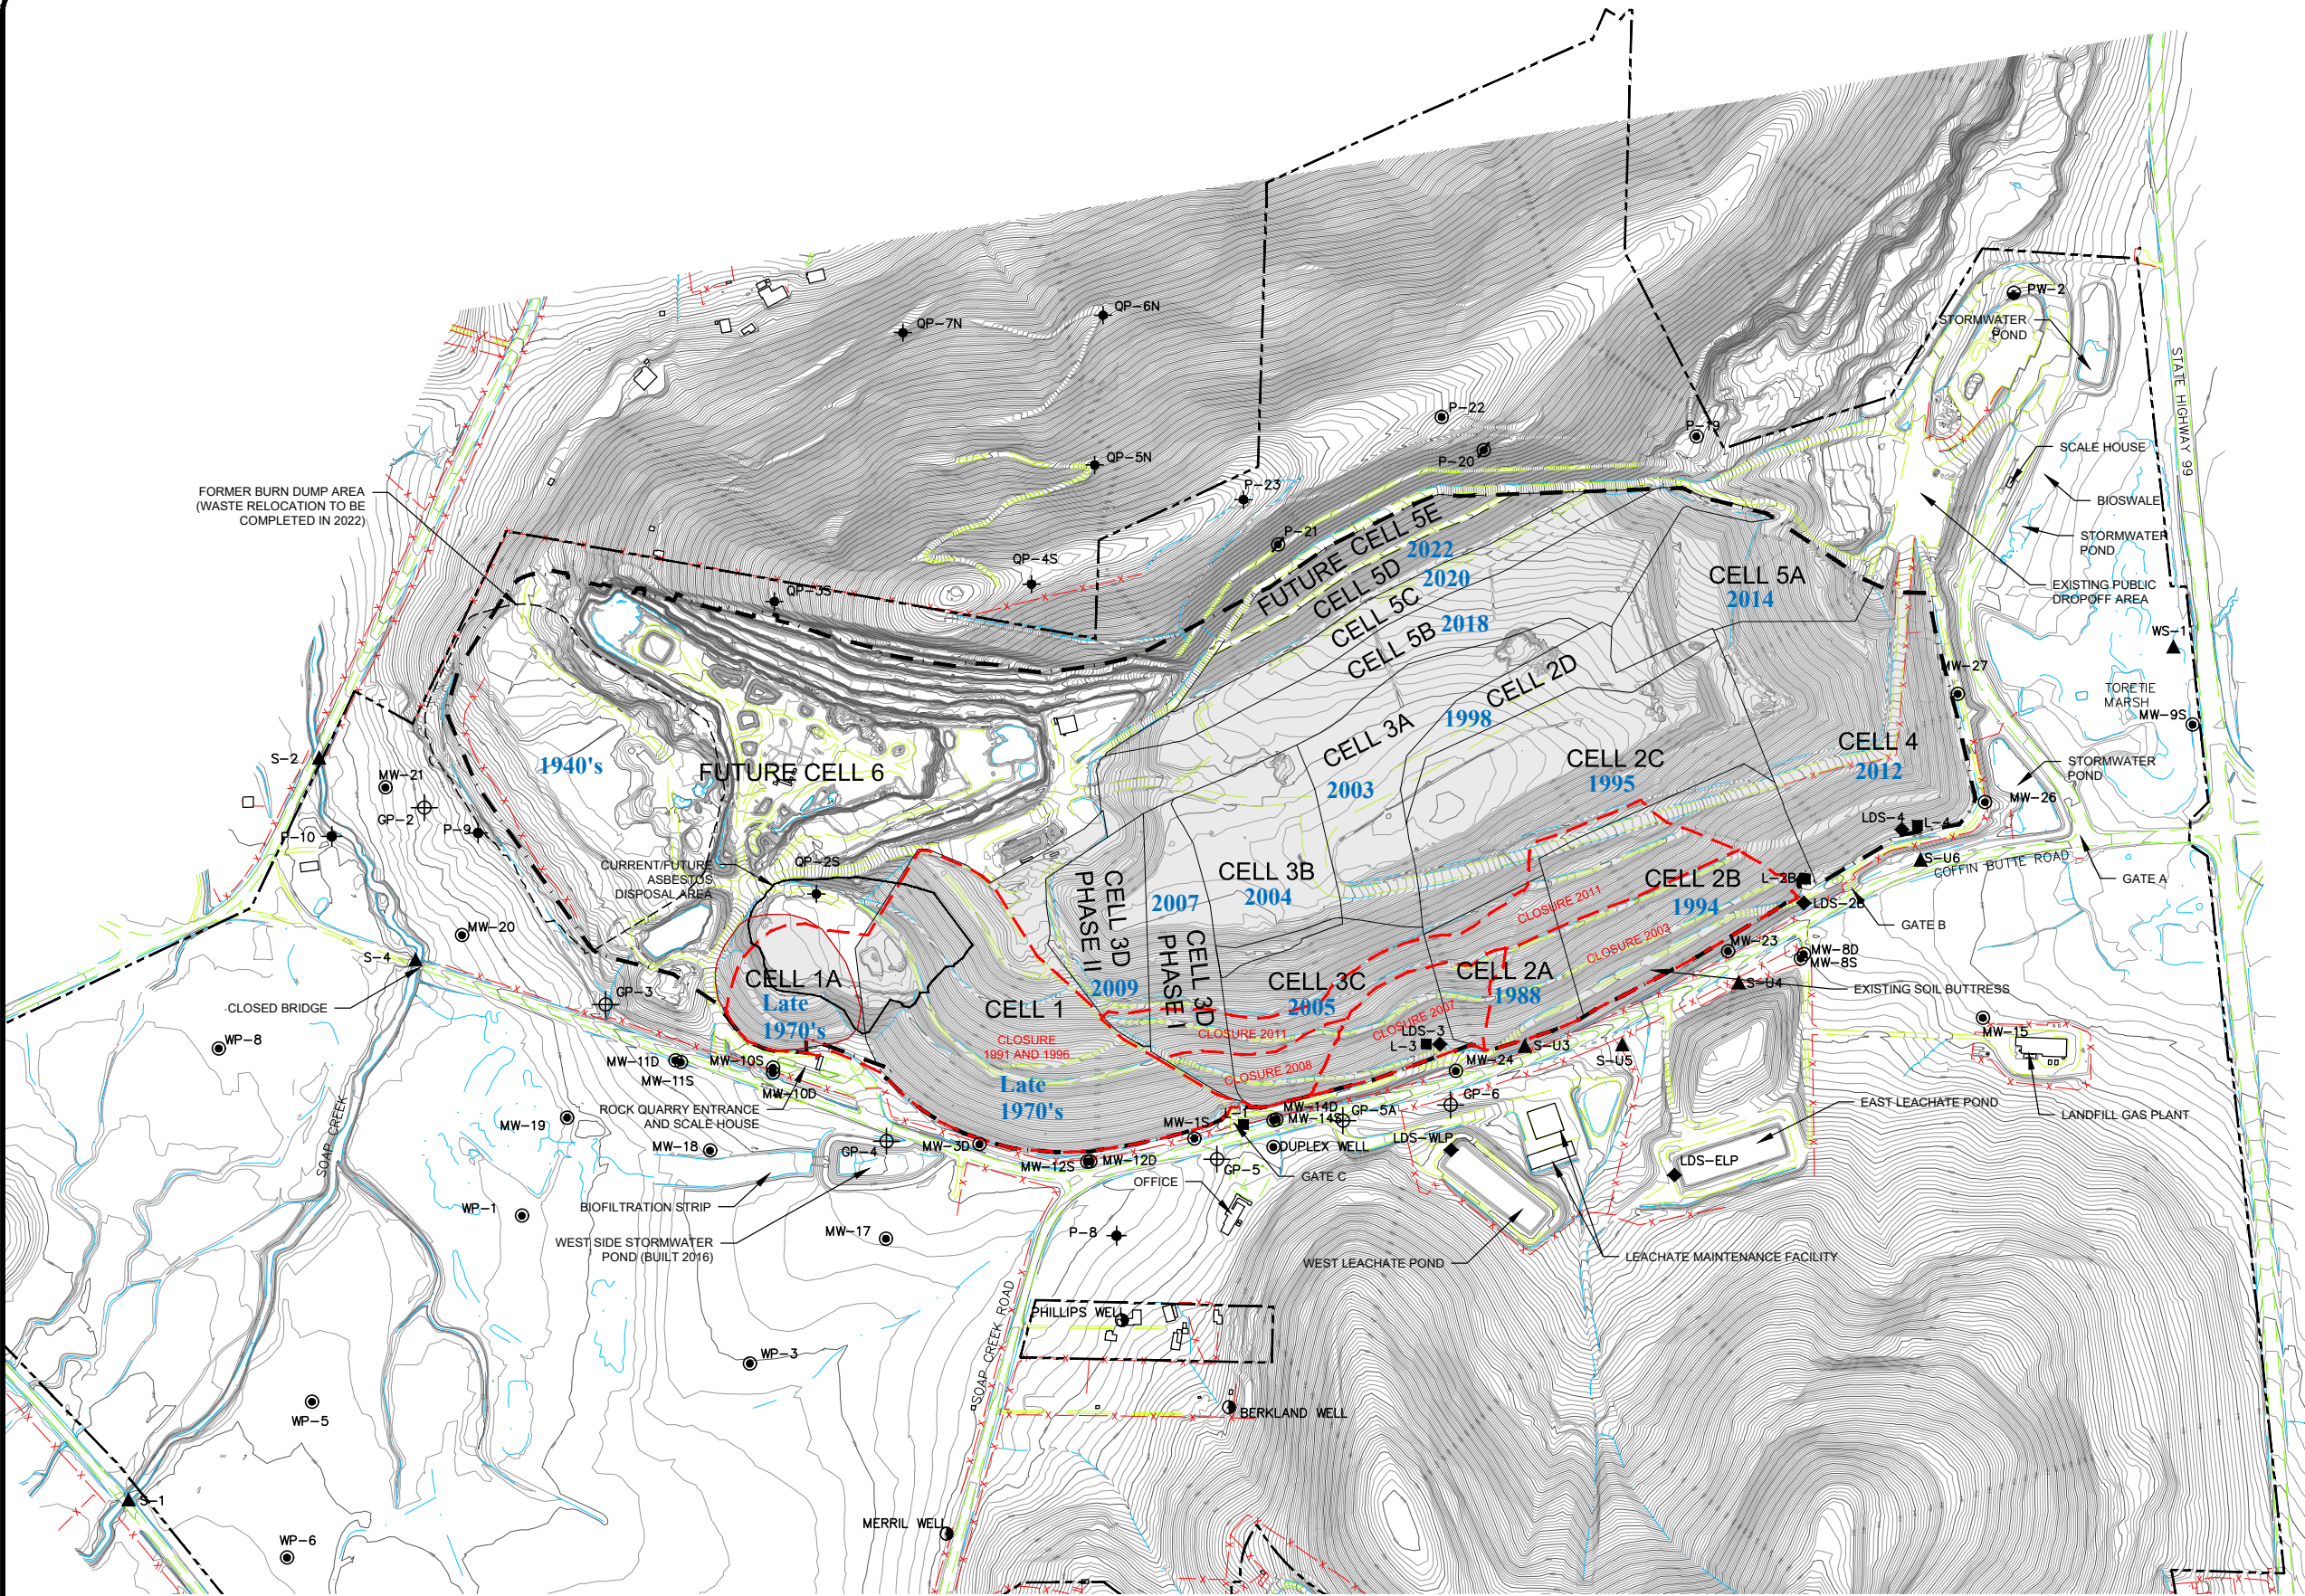 QP-6N
QP-7N
PW-2
STORMWATER
POND
STATE HIGHWAY 99
P-22
P-19
P-20
SCALE HOUSE
QP-5N
P-23
BIOSWALE
FORMER BURN DUMP AREA
(WASTE RELOCATION TO BE
COMPLETED IN 2022)
P-21
STORMWATER
POND
QP-4S
FUTURE CELL 5E
2022
CELL 5D
2020
CELL 5C
CELL 5B
2018
CELL 5A
2014
EXISTING PUBLIC
DROPOFF AREA
QP-3S
WS-1
CELL 2D
1998
MW-27
TORETIE
MARSH
MW-9S
CELL 3A
2003
S-2
MW-21
GP-2
P-9
P-10
1940's
FUTURE CELL 6
CELL 2C
1995
CELL 4
2012
STORMWATER
POND
MW-26
LDS-4
L-4
S-U6
COFFIN BUTTE ROAD
GATE A
CURRENT/FUTURE
ASBESTOS
DISPOSAL AREA
QP-2S
CELL 3D
PHASE II
2009
2007
CELL 3D
PHASE I
CELL 3B
2004
CELL 2B
1994
L-2B
LDS-2B
GATE B
CLOSURE 2011
CLOSURE 2003
MW-20
S-4
MW-23
MW-8D
MW-8S
CELL 1A
Late
1970's
CELL 3C
2005
CELL 2A
1988
S-U4
EXISTING SOIL BUTTRESS
CLOSED BRIDGE
GP-3
CELL 1
CLOSURE
1991 AND 1996
Late
1970's
CLOSURE 2011
CLOSURE 2007
CLOSURE 2008
LDS-3
L-3
S-U3
S-U5
MW-24
MW-15
WP-8
MW-11D
MW-11S
MW-10S
MW-10D
ROCK QUARRY ENTRANCE
AND SCALE HOUSE
SOAP CREEK
MW-19
MW-18
GP-4
MW-3D
MW-12S
MW-12D
MW-1S
L-1
MW-14D
MW-14S
GP-5A
GP-6
DUPLEX WELL
GP-5
GATE C
LDS-WLP
EAST LEACHATE POND
LANDFILL GAS PLANT
LDS-ELP
OFFICE
BIOFILTRATION STRIP
WP-1
MW-17
WEST SIDE STORMWATER
POND (BUILT 2016)
P-8
WEST LEACHATE POND
LEACHATE MAINTENANCE FACILITY
SOAP CREEK ROAD
PHILLIPS WELL
WP-3
WP-5
BERKLAND WELL
S-1
MERRIL WELL
WP-6